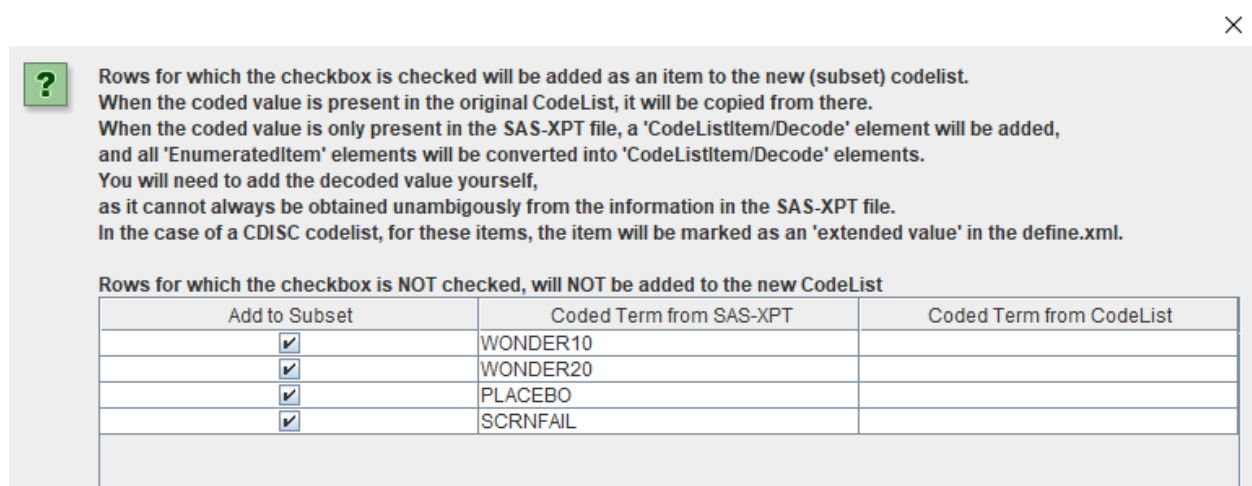 Rows for which the checkbox is checked will be added as an item to the new (subset) codelist.
When the coded value is present in the original CodeList, it will be copied from there.
When the coded value is only present in the SAS-XPT file, a 'CodeListItem/Decode' element will be added,
and all 'EnumeratedItem' elements will be converted into 'CodeListItem/Decode' elements.
You will need to add the decoded value yourself,
as it cannot always be obtained unambigously from the information in the SAS-XPT file.
In the case of a CDISC codelist, for these items, the item will be marked as an 'extended value' in the define.xml.
Rows for which the checkbox is NOT checked, will NOT be added to the new CodeList
Add to Subset Coded Term from SAS-XPT Coded Term from CodeList
WONDER10
WONDER20
PLACEBO
SCRNFAIL